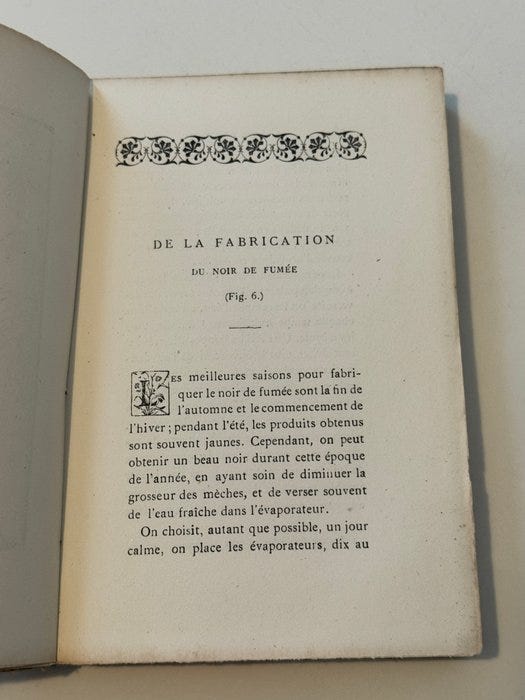 DE LA FABRICATION
DU NOIR DE FUMÉE
(Fig. 6.)
LES meilleures saisons pour fabri-
quer le noir de fumée sont la fin de
l'automne et le commencement de
l'hiver ; pendant l'été, les produits obtenus
sont souvent jaunes. Cependant, on peut
obtenir un beau noir durant cette époque
de l'année, en ayant soin de diminuer la
grosseur des mèches, et de verser souvent
de l'eau fraîche dans l'évaporateur.
On choisit, autant que possible, un jour
calme, on place les évaporateurs, dix au